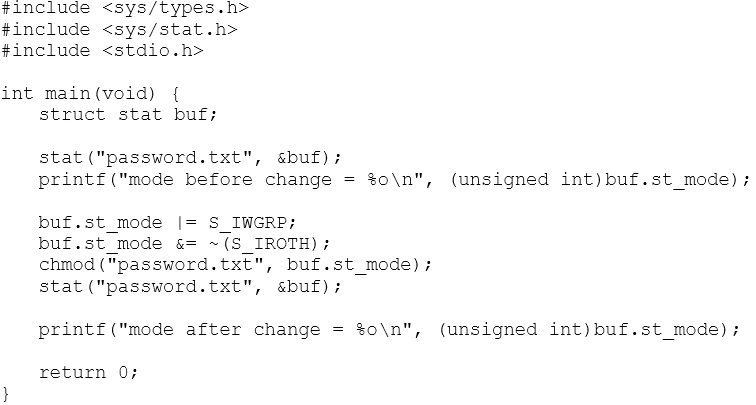 #include <sys/types.h>
#include <sys/stat.h>
#include <stdio.h>

int main(void) {
    struct stat buf;

    stat("password.txt", &buf);
    printf("mode before change = %o\n", (unsigned int)buf.st_mode);

    buf.st_mode |= S_IWGRP;
    buf.st_mode &= ~(S_IROTH);
    chmod("password.txt", buf.st_mode);
    stat("password.txt", &buf);

    printf("mode after change = %o\n", (unsigned int)buf.st_mode);

    return 0;
}